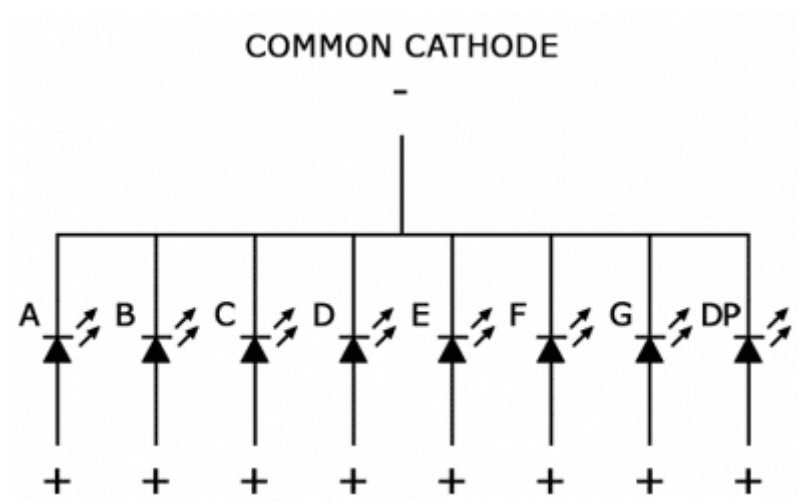 COMMON CATHODE
-
A B C D E F G DP
+ + + + + + + +